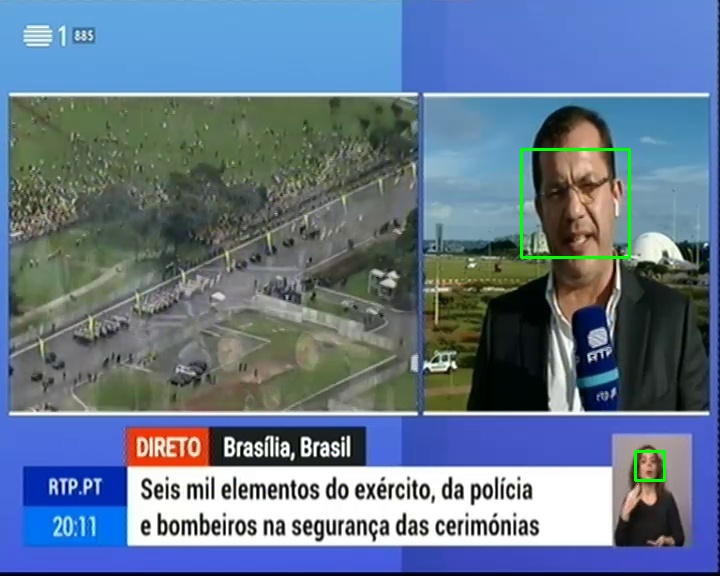 1 885
RTP
rtp
DIRETO Brasília, Brasil
RTP.PT
20:11
Seis mil elementos do exército, da polícia
e bombeiros na segurança das cerimónias